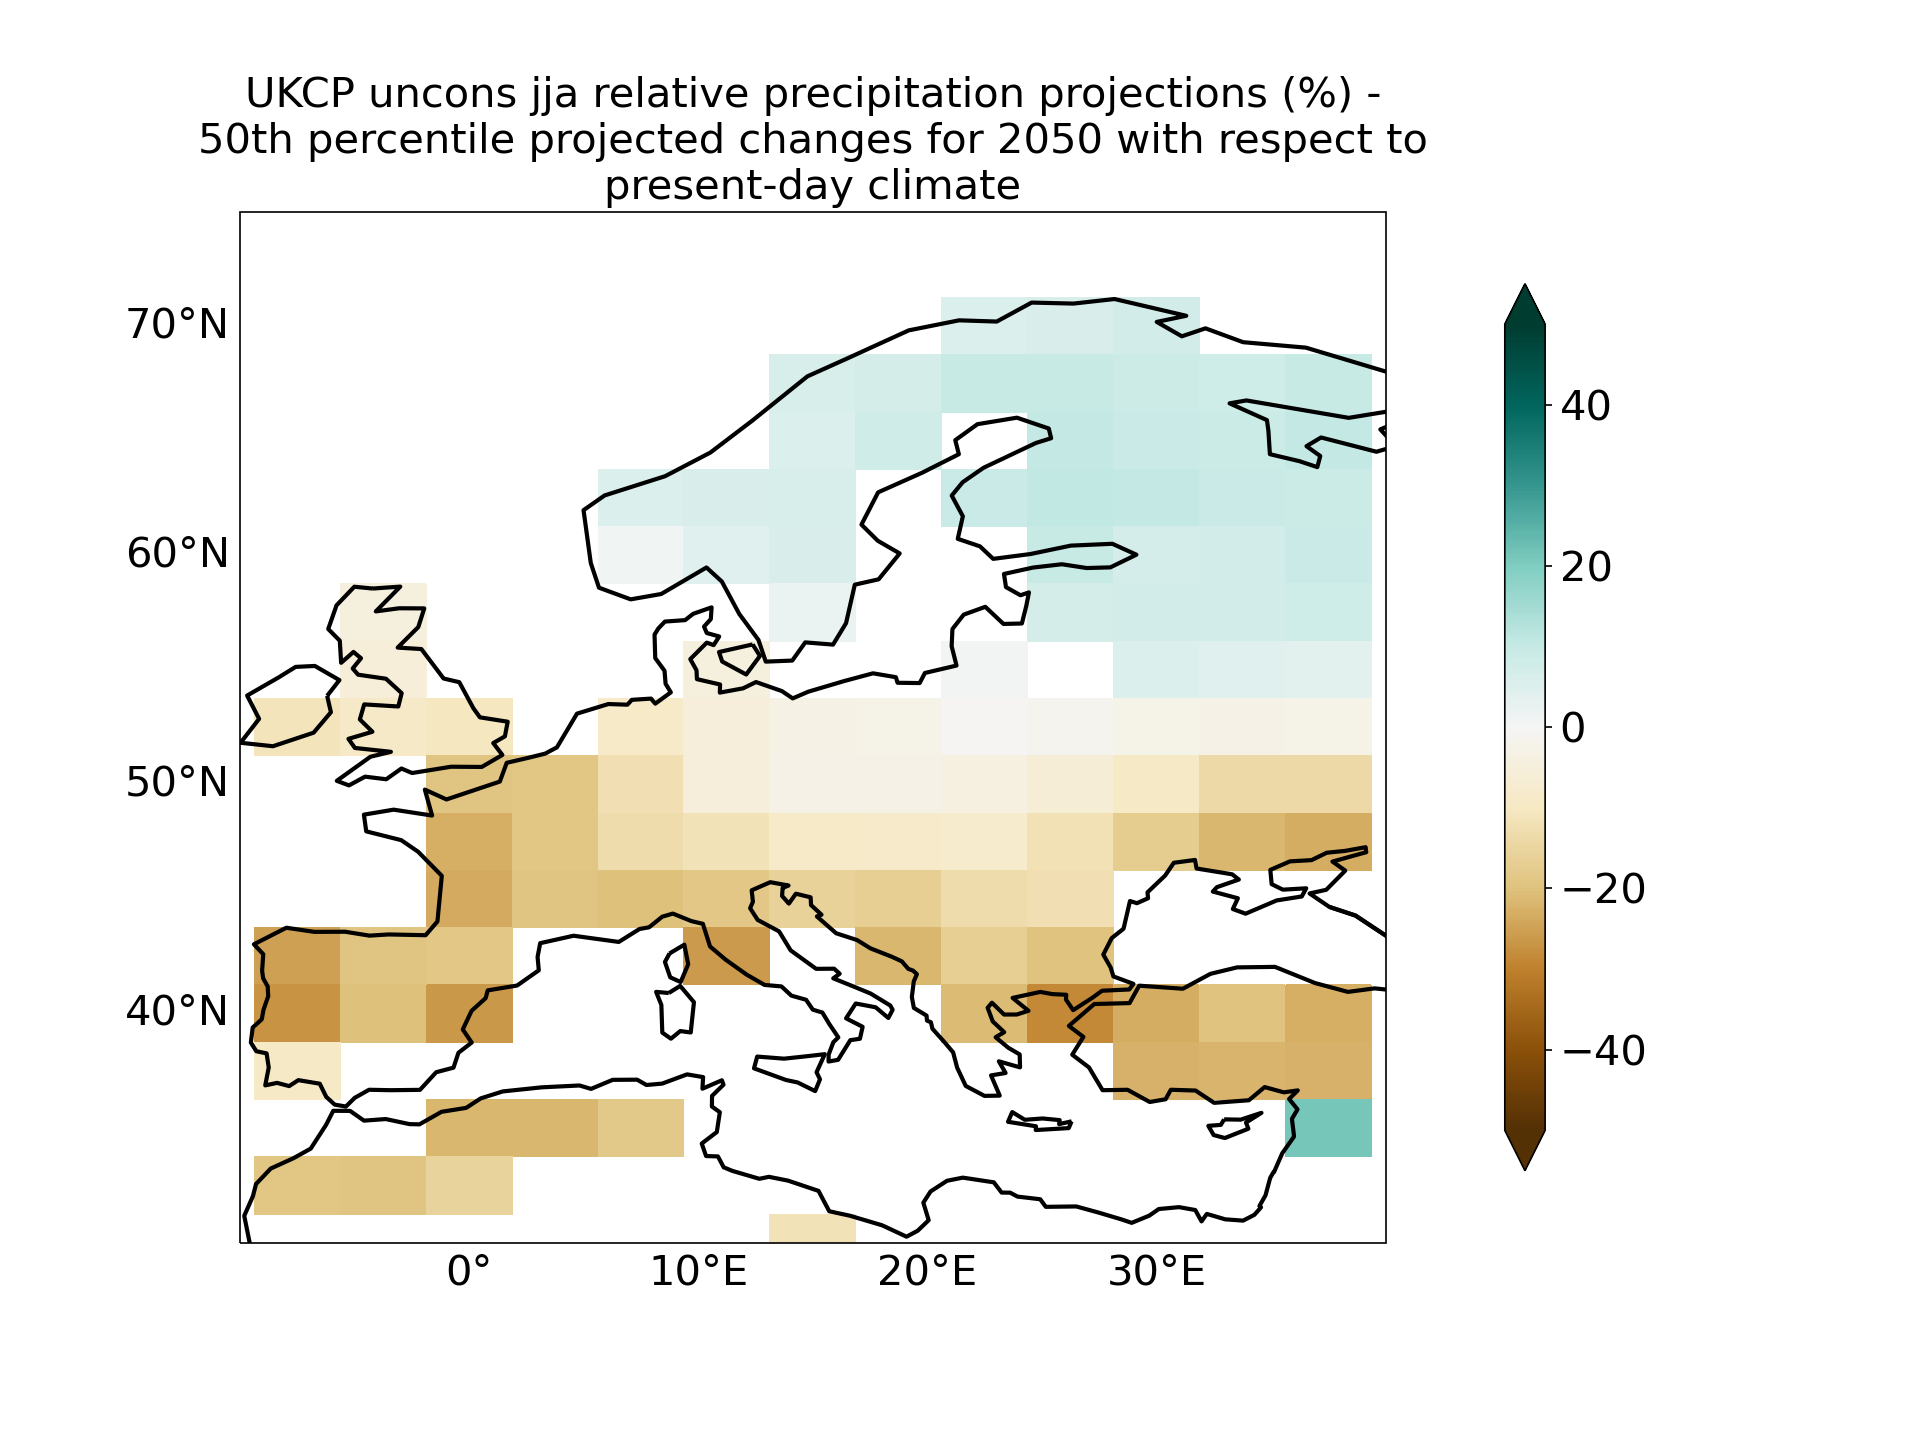 UKCP uncons jja relative precipitation projections (%) -
50th percentile projected changes for 2050 with respect to
present-day climate
70°N
60°N
50°N
40°N
0°
10°E
20°E
30°E
40
20
0
−20
−40